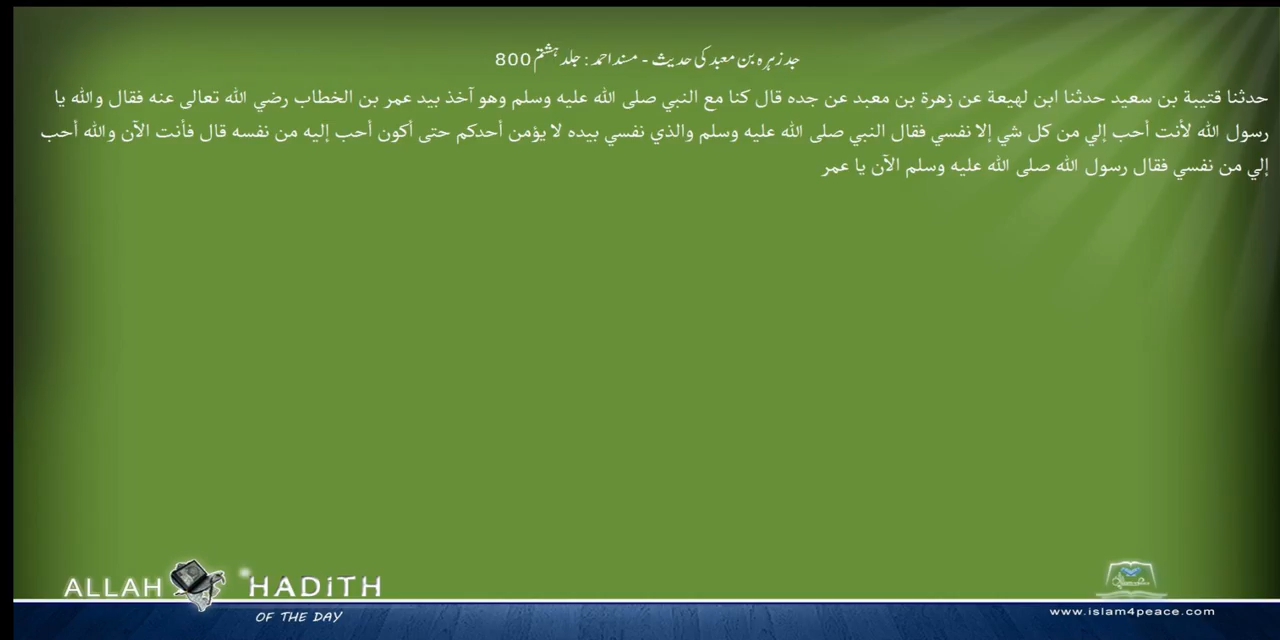 جد زہرہ بن معبد کی حدیث - مسند احمد : جلد ہشتم 800
حدثنا قتيبة بن سعيد حدثنا ابن لهيعة عن زهرة بن معبد عن جده قال كنا مع النبي صلى الله عليه وسلم وهو آخذ بيد عمر بن الخطاب رضي الله تعالى عنه فقال والله يا
رسول الله لأنت أحب إلي من كل شي إلا نفسي فقال النبي صلى الله عليه وسلم والذي نفسي بيده لا يؤمن أحدكم حتى أكون أحب إليه من نفسه قال فأنت الآن والله أحب
إلي من نفسي فقال رسول الله صلى الله عليه وسلم الآن يا عمر
ALLAH HADITH
OF THE DAY
www.islam4peace.com